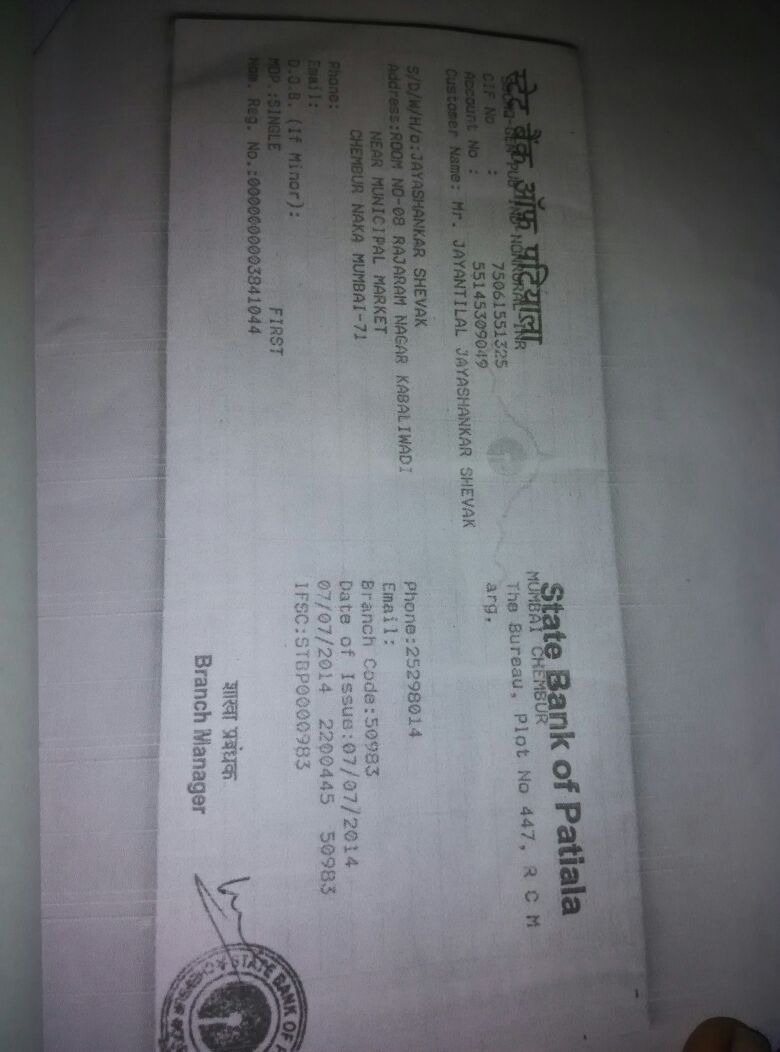 स्टेट बैंक ऑफ पटियाला
GEN-PUB-IND-NONRURAL-INR
CIF No : 75061551325
Account No : 55145309049
Customer Name: Mr. JAYANTILAL JAYASHANKAR SHEVAK
S/D/W/H/o:JAYASHANKAR SHEVAK
Address:ROOM NO-08 RAJARAM NAGAR KABALIWADI
NEAR MUNICIPAL MARKET
CHEMBUR NAKA MUMBAI-71
Phone:
Email:
D.O.B. (If Minor):
MOP.:SINGLE FIRST
Nom. Reg. No.:0000000003841044
State Bank of Patiala
MUMBAI CHEMBUR
The Bureau, Plot No 447, R C M
arg,
Phone:25298014
Email:
Branch Code:50983
Date of Issue:07/07/2014
07/07/2014 2200445 50983
IFSC:STBP0000983
शाखा प्रबंधक
Branch Manager
STATE BANK OF P